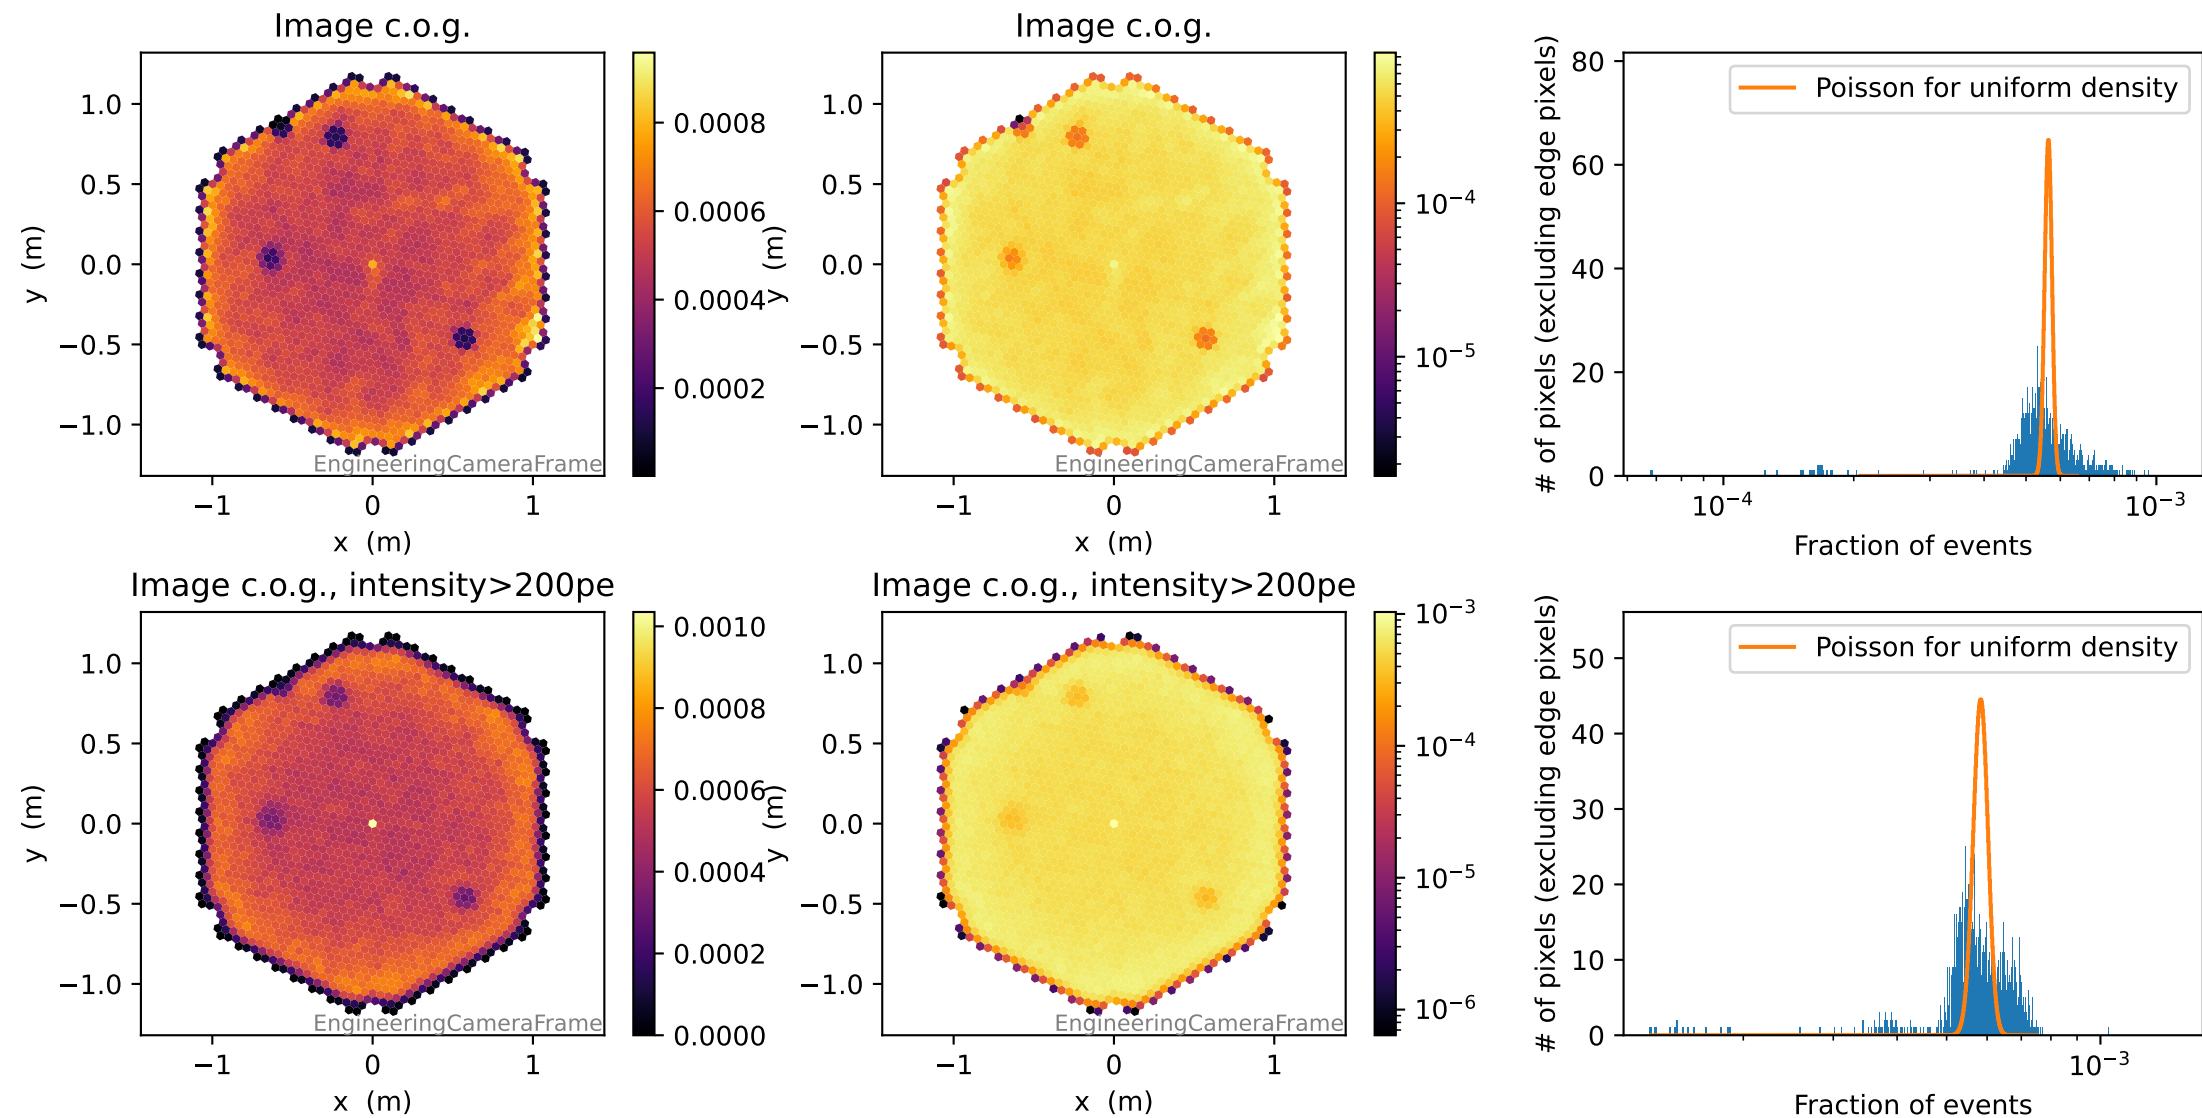 Image c.o.g.
1.0
0.5
0.0
−0.5
−1.0
y (m)
−1
0
1
x (m)
EngineeringCameraFrame
0.0008
0.0006
0.0004
0.0002
Image c.o.g.
1.0
0.5
0.0
−0.5
−1.0
y (m)
−1
0
1
x (m)
EngineeringCameraFrame
10⁻⁴
10⁻⁵
80
60
40
20
0
# of pixels (excluding edge pixels)
Poisson for uniform density
10⁻⁴
10⁻³
Fraction of events
Image c.o.g., intensity>200pe
1.0
0.5
0.0
−0.5
−1.0
y (m)
−1
0
1
x (m)
EngineeringCameraFrame
0.0010
0.0008
0.0006
0.0004
0.0002
0.0000
Image c.o.g., intensity>200pe
1.0
0.5
0.0
−0.5
−1.0
y (m)
−1
0
1
x (m)
EngineeringCameraFrame
10⁻³
10⁻⁴
10⁻⁵
10⁻⁶
50
40
30
20
10
0
# of pixels (excluding edge pixels)
Poisson for uniform density
10⁻³
Fraction of events